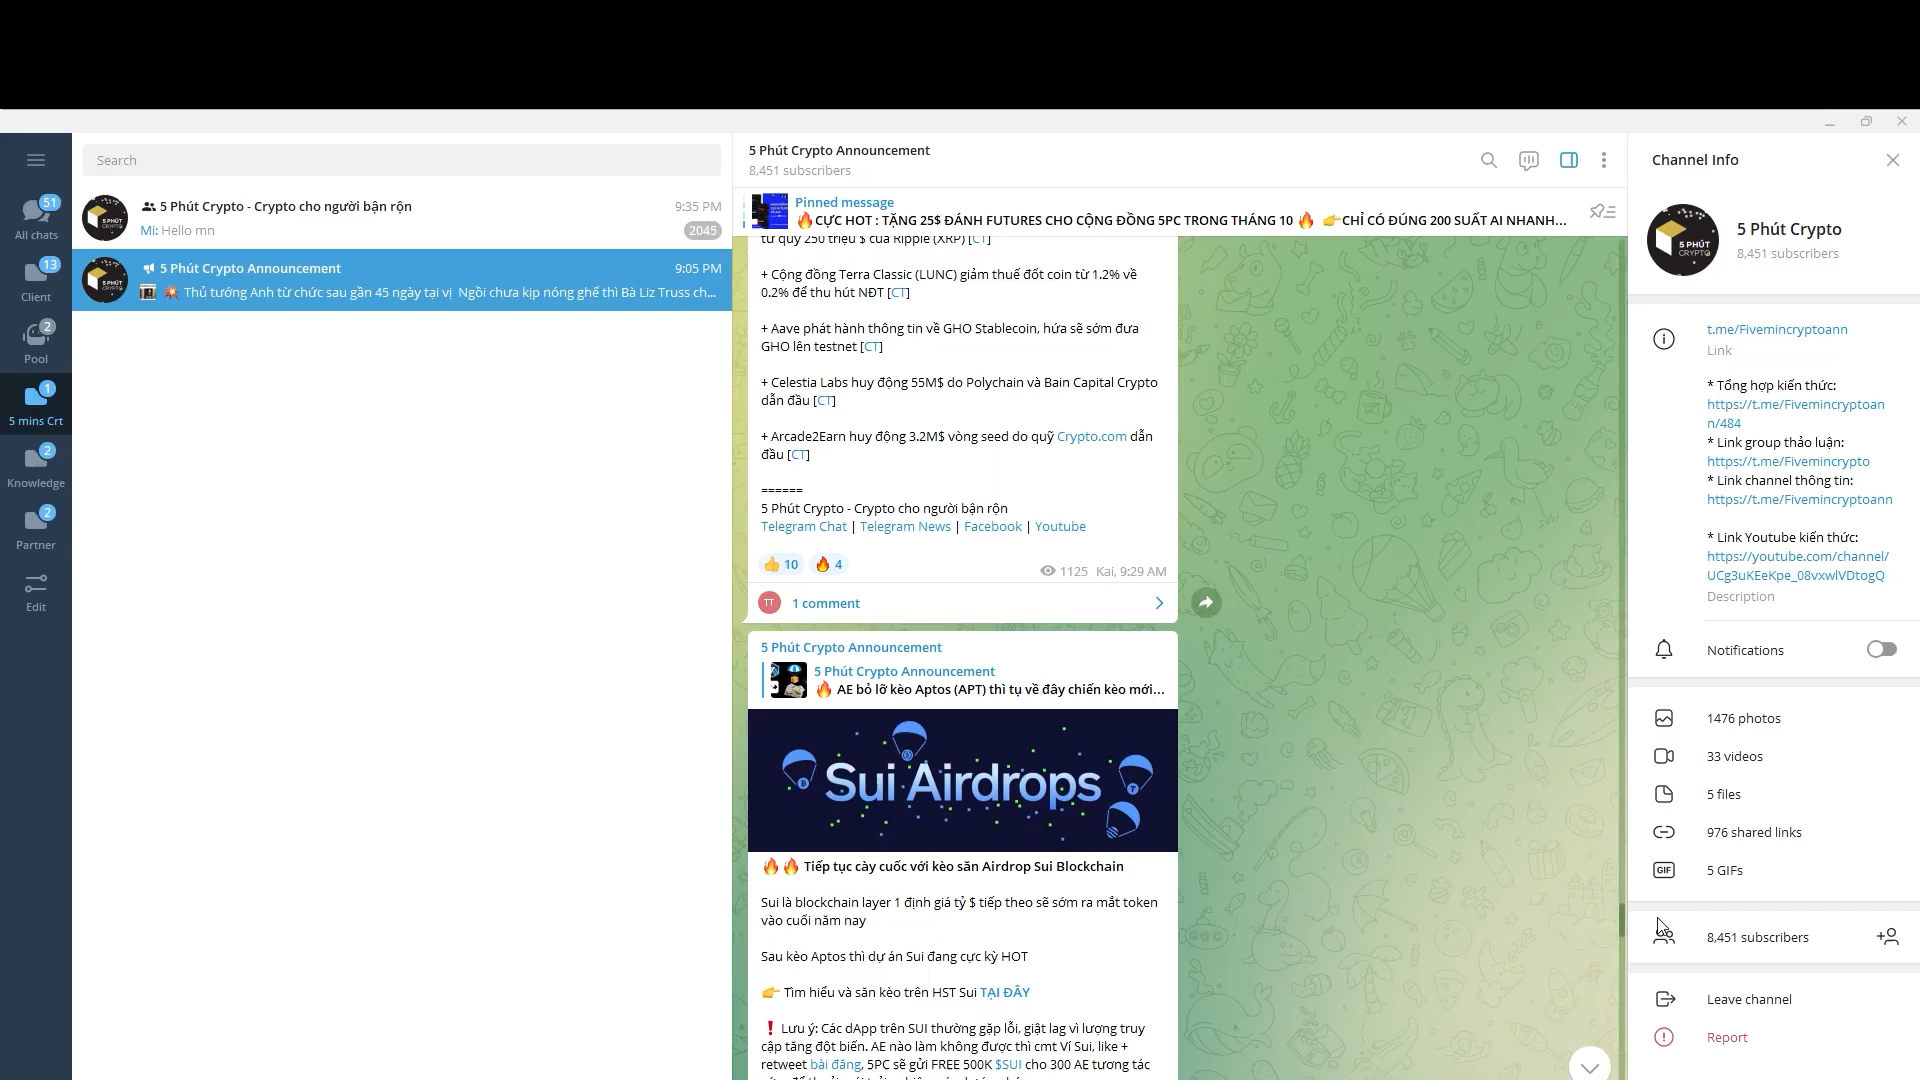 Search
51
All chats
13
Client
2
Pool
1
5 mins Crt
2
Knowledge
2
Partner
Edit
5 Phút Crypto - Crypto cho người bận rộn
9:35 PM
Mi: Hello mn
2045
5 Phút Crypto Announcement
9:05 PM
Thủ tướng Anh từ chức sau gần 45 ngày tại vị Ngồi chưa kịp nóng ghế thì Bà Liz Truss ch...
5 Phút Crypto Announcement
8,451 subscribers
Pinned message
🔥CỰC HOT : TẶNG 25$ ĐÁNH FUTURES CHO CỘNG ĐỒNG 5PC TRONG THÁNG 10 🔥 👉CHỈ CÓ ĐÚNG 200 SUẤT AI NHANH...
từ quỹ 250 triệu $ của Ripple (XRP) [CT]
+ Cộng đồng Terra Classic (LUNC) giảm thuế đốt coin từ 1.2% về
0.2% để thu hút NĐT [CT]
+ Aave phát hành thông tin về GHO Stablecoin, hứa sẽ sớm đưa
GHO lên testnet [CT]
+ Celestia Labs huy động 55M$ do Polychain và Bain Capital Crypto
dẫn đầu [CT]
+ Arcade2Earn huy động 3.2M$ vòng seed do quỹ Crypto.com dẫn
đầu [CT]
======
5 Phút Crypto - Crypto cho người bận rộn
Telegram Chat | Telegram News | Facebook | Youtube
👍 10 🔥 4
1125 Kai, 9:29 AM
TT 1 comment
5 Phút Crypto Announcement
5 Phút Crypto Announcement
🔥 AE bỏ lỡ kèo Aptos (APT) thì tụ về đây chiến kèo mới...
Sui Airdrops
🔥🔥 Tiếp tục cày cuốc với kèo săn Airdrop Sui Blockchain
Sui là blockchain layer 1 định giá tỷ $ tiếp theo sẽ sớm ra mắt token
vào cuối năm nay
Sau kèo Aptos thì dự án Sui đang cực kỳ HOT
👉 Tìm hiểu và săn kèo trên HST Sui TẠI ĐÂY
❗ Lưu ý: Các dApp trên SUI thường gặp lỗi, giật lag vì lượng truy
cập tăng đột biến. AE nào làm không được thì cmt Ví Sui, like +
retweet bài đăng, 5PC sẽ gửi FREE 500K $SUI cho 300 AE tương tác
Channel Info
5 PHÚT
CRYPTO
5 Phút Crypto
8,451 subscribers
t.me/Fivemincryptoann
Link
* Tổng hợp kiến thức:
https://t.me/Fivemincryptoan
n/484
* Link group thảo luận:
https://t.me/Fivemincrypto
* Link channel thông tin:
https://t.me/Fivemincryptoann
* Link Youtube kiến thức:
https://youtube.com/channel/
UCg3uKEeKpe_08vxwlVDtogQ
Description
Notifications
1476 photos
33 videos
5 files
976 shared links
GIF 5 GIFs
8,451 subscribers
Leave channel
Report